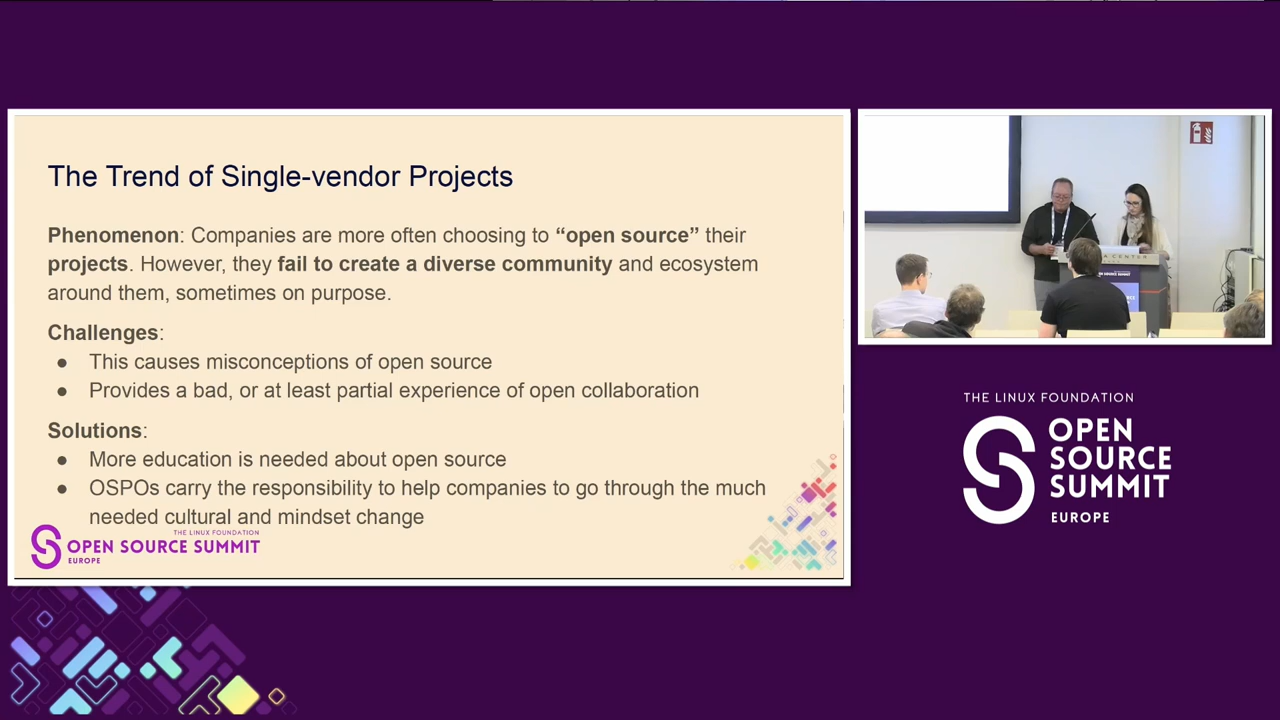 The Trend of Single-vendor Projects
Phenomenon: Companies are more often choosing to “open source” their
projects. However, they fail to create a diverse community and ecosystem
around them, sometimes on purpose.
Challenges:
● This causes misconceptions of open source
● Provides a bad, or at least partial experience of open collaboration
Solutions:
● More education is needed about open source
● OSPOs carry the responsibility to help companies to go through the much
needed cultural and mindset change
THE LINUX FOUNDATION
OPEN SOURCE SUMMIT
EUROPE
THE LINUX FOUNDATION
OPEN
SOURCE
SUMMIT
EUROPE